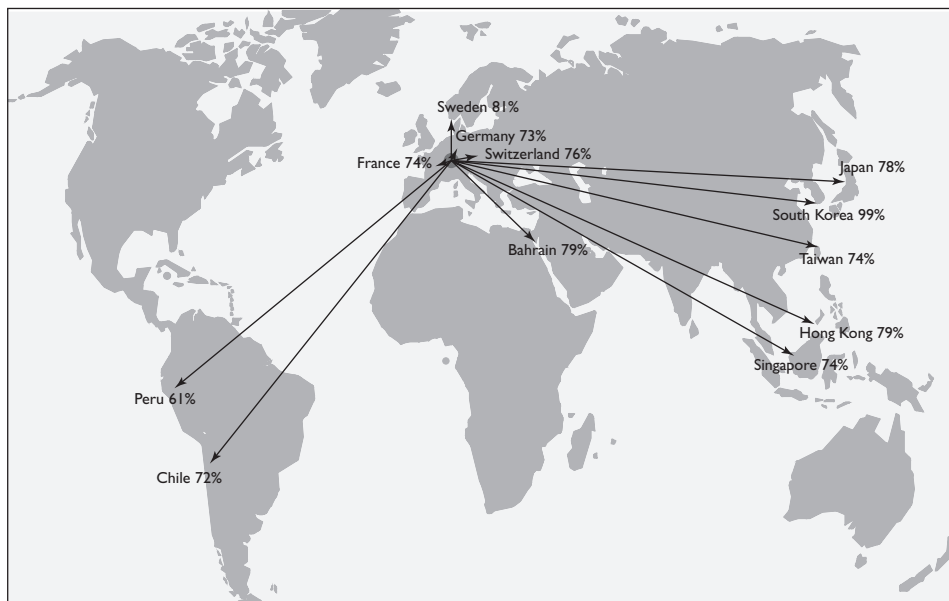 Sweden 81%
Germany 73%
Switzerland 76%
France 74%
Japan 78%
South Korea 99%
Bahrain 79%
Taiwan 74%
Hong Kong 79%
Singapore 74%
Peru 61%
Chile 72%